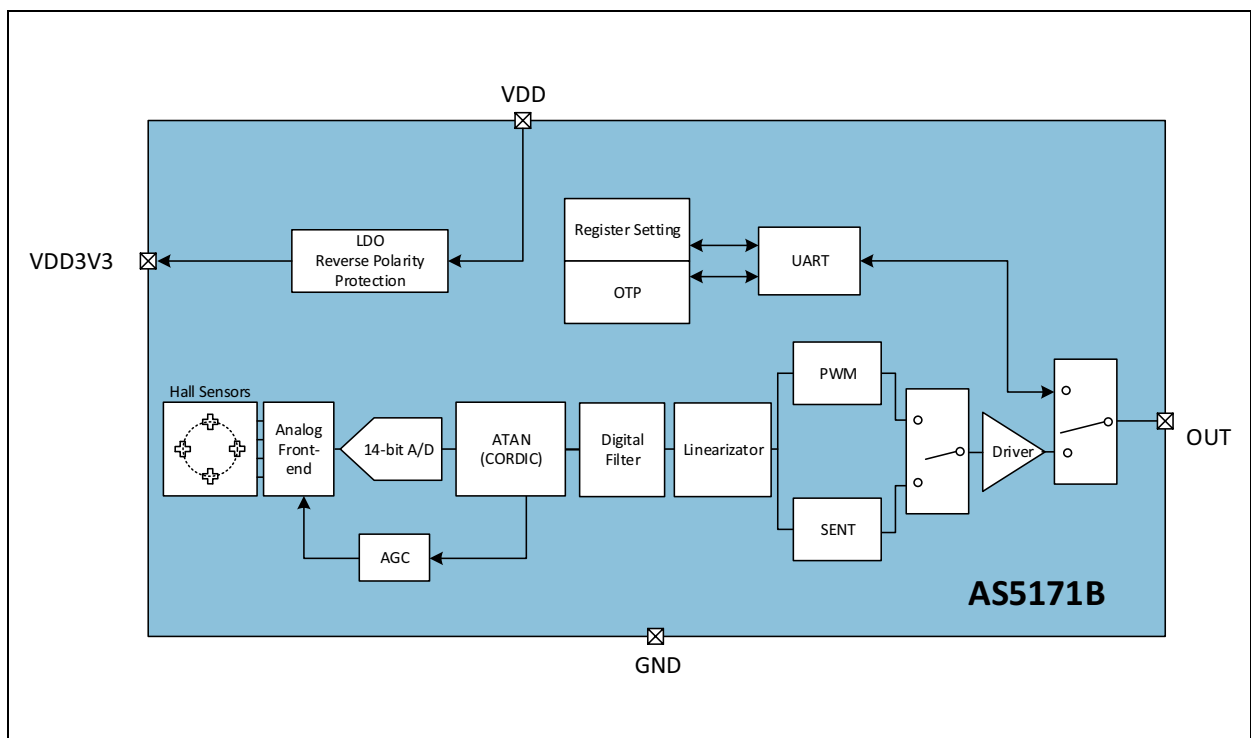 VDD
VDD3V3
LDO
Reverse Polarity
Protection
Register Setting
OTP
UART
Hall Sensors
Analog
Front-
end
14-bit A/D
ATAN
(CORDIC)
Digital
Filter
Linearizator
PWM
SENT
Driver
OUT
AGC
AS5171B
GND